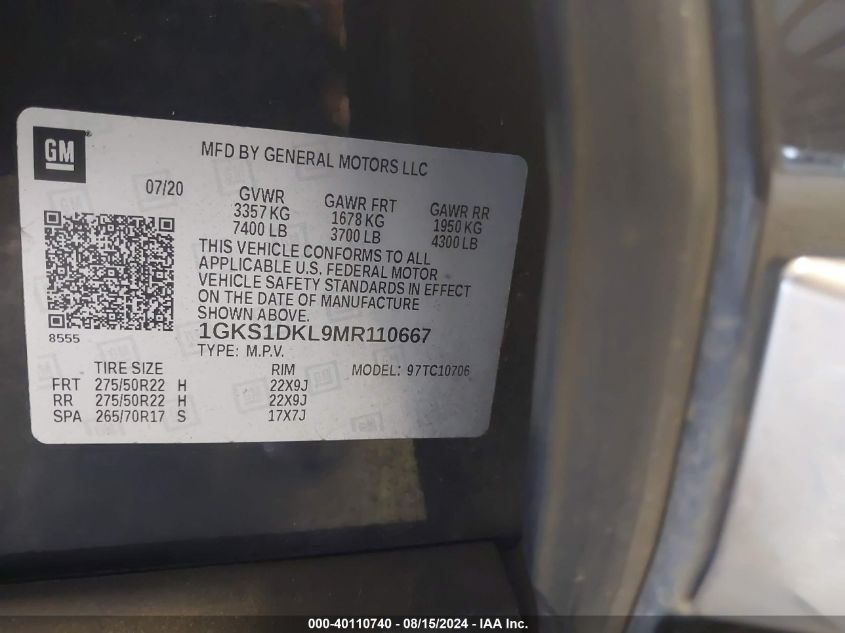 GM
MFD BY GENERAL MOTORS LLC
07/20
GVWR GAWR FRT GAWR RR
3357 KG 1678 KG 1950 KG
7400 LB 3700 LB 4300 LB
THIS VEHICLE CONFORMS TO ALL
APPLICABLE U.S. FEDERAL MOTOR
VEHICLE SAFETY STANDARDS IN EFFECT
ON THE DATE OF MANUFACTURE
SHOWN ABOVE.
8555
1GKS1DKL9MR110667
TYPE: M.P.V.
TIRE SIZE RIM MODEL: 97TC10706
FRT 275/50R22 H 22X9J
RR 275/50R22 H 22X9J
SPA 265/70R17 S 17X7J
000-40110740 - 08/15/2024 - IAA Inc.